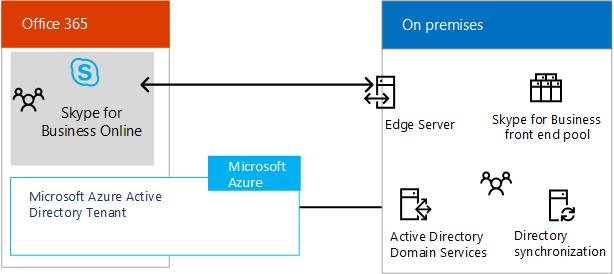 Office 365
On premises
S
Skype for
Business Online
Edge Server
Skype for Business
front end pool
Microsoft
Azure
Microsoft Azure Active
Directory Tenant
Active Directory
Domain Services
Directory
synchronization